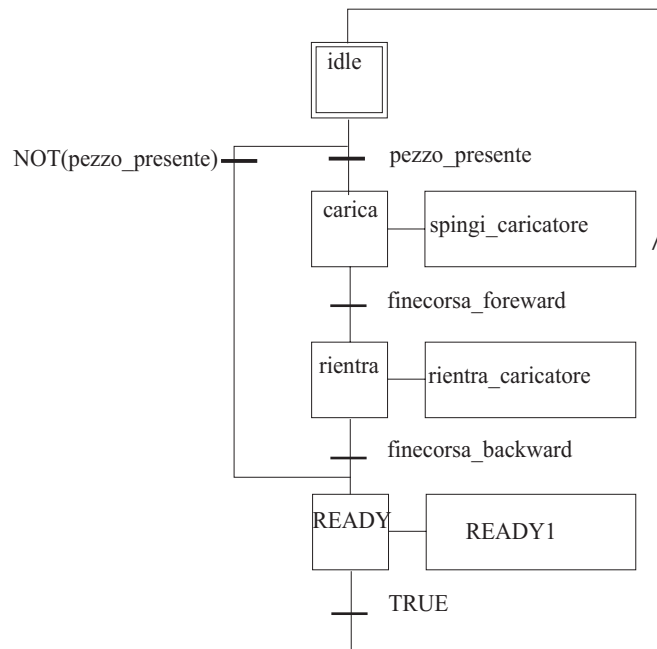 idle
NOT(pezzo_presente)
pezzo_presente
carica
spingi_caricatore
finecorsa_foreward
rientra
rientra_caricatore
finecorsa_backward
READY
READY1
TRUE